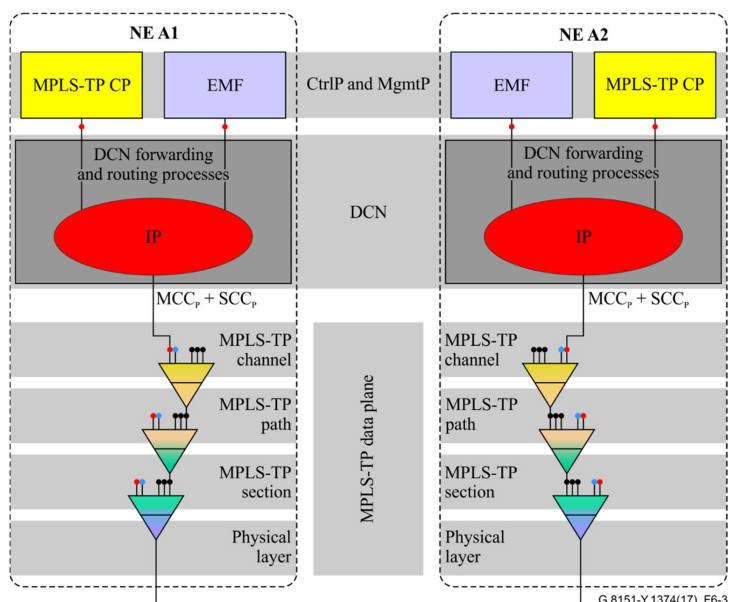 NE A1
NE A2
MPLS-TP CP
EMF
CtrlP and MgmtP
EMF
MPLS-TP CP
DCN forwarding
and routing processes
IP
DCN
DCN forwarding
and routing processes
IP
MCCP + SCCP
MCCP + SCCP
MPLS-TP
channel
MPLS-TP
path
MPLS-TP
section
Physical
layer
MPLS-TP data plane
MPLS-TP
channel
MPLS-TP
path
MPLS-TP
section
Physical
layer
G.8151-Y.1374(17)_F6-3